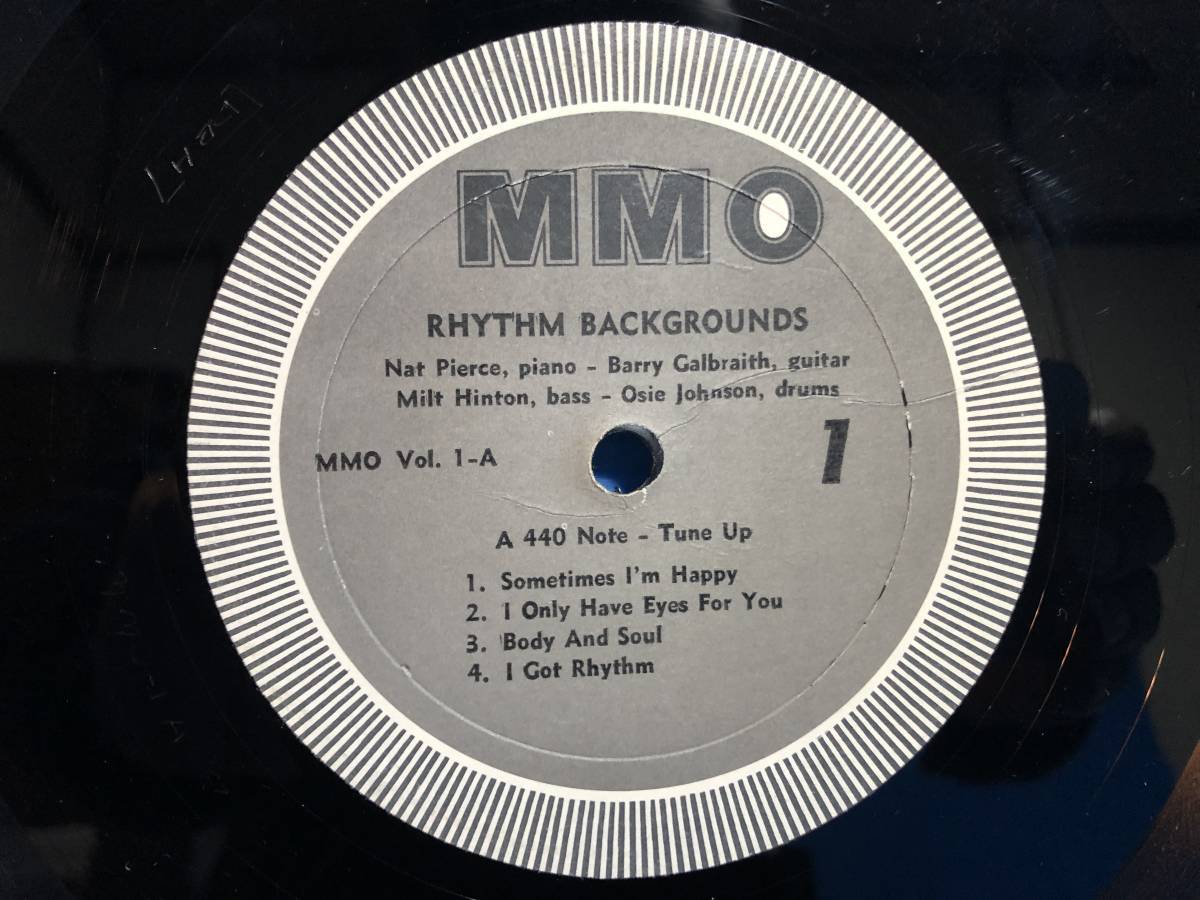 MMO
RHYTHM BACKGROUNDS
Nat Pierce, piano - Barry Galbraith, guitar
Milt Hinton, bass - Osie Johnson, drums
1
MMO Vol. 1-A
A 440 Note - Tune Up
1. Sometimes I'm Happy
2. I Only Have Eyes For You
3. Body And Soul
4. I Got Rhythm